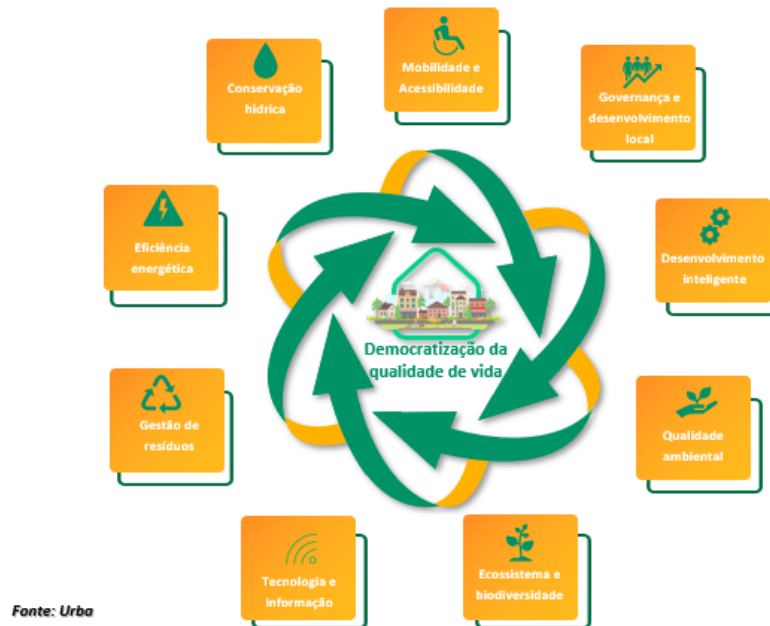 Mobilidade e
Acessibilidade
Conservação
hídrica
Governança e
desenvolvimento
local
Eficiência
energética
Desenvolvimento
inteligente
Democratização da
qualidade de vida
Gestão de
resíduos
Qualidade
ambiental
Tecnologia e
informação
Ecossistema e
biodiversidade
Fonte: Urba